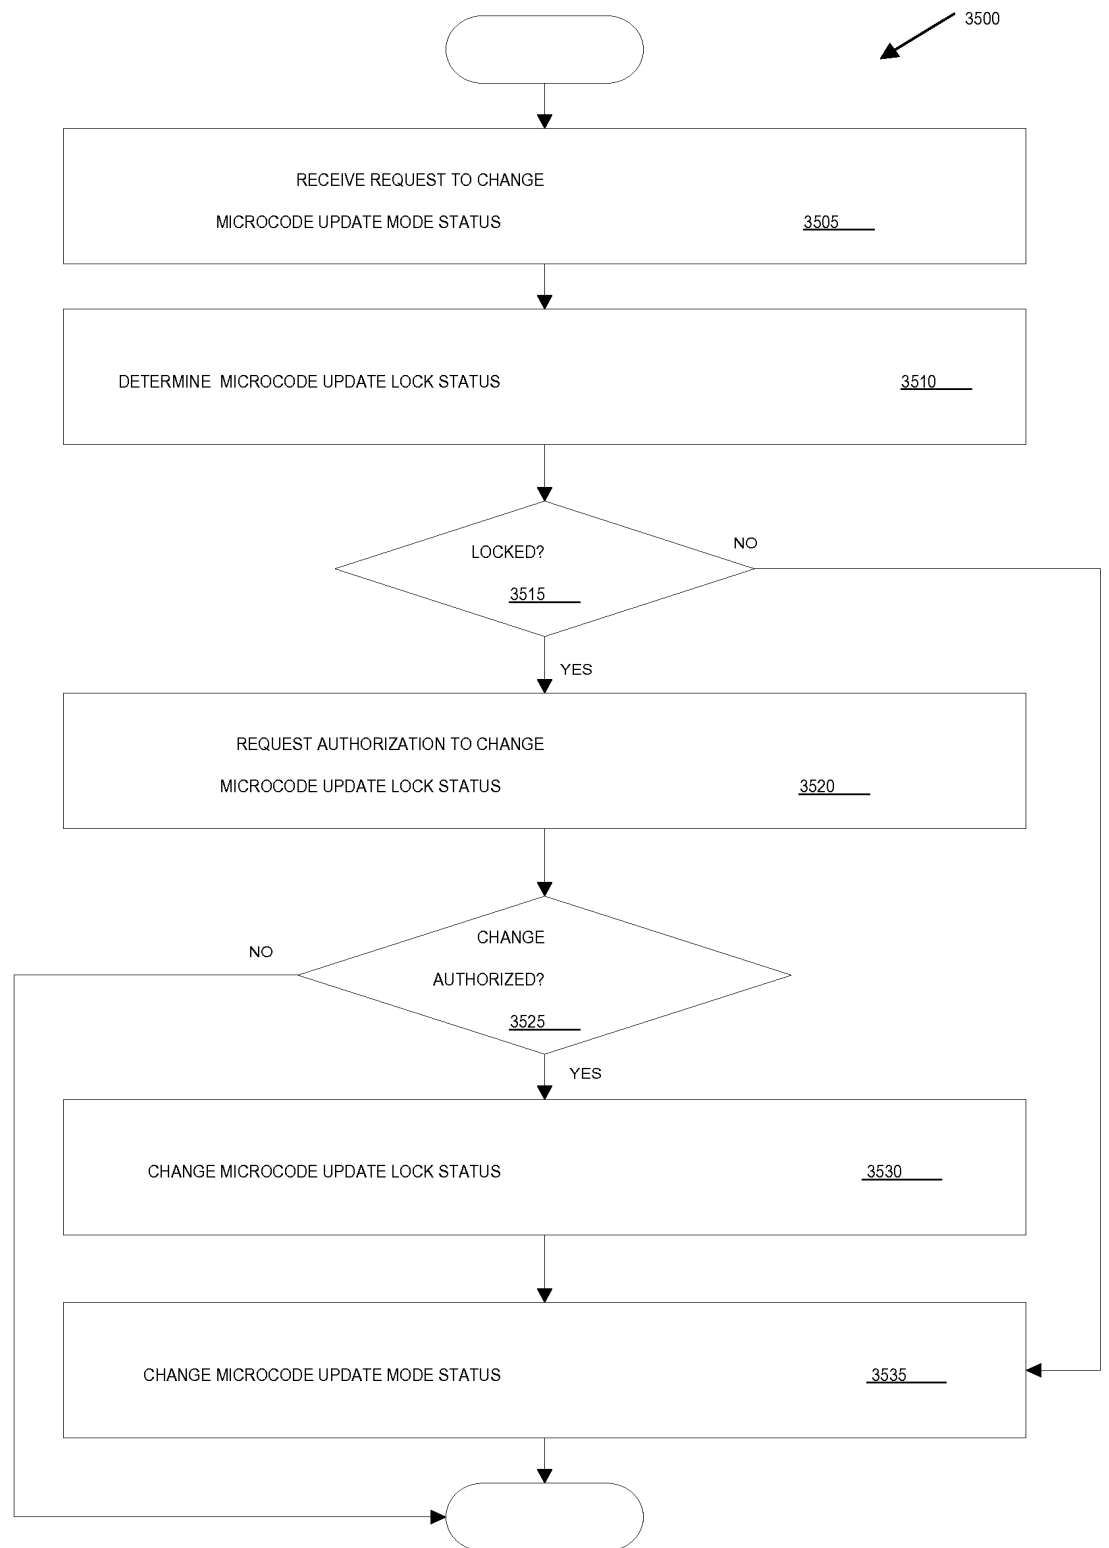 3500
RECEIVE REQUEST TO CHANGE
MICROCODE UPDATE MODE STATUS 3505
DETERMINE MICROCODE UPDATE LOCK STATUS 3510
LOCKED?
3515
NO
YES
REQUEST AUTHORIZATION TO CHANGE
MICROCODE UPDATE LOCK STATUS 3520
CHANGE
AUTHORIZED?
3525
NO
YES
CHANGE MICROCODE UPDATE LOCK STATUS 3530
CHANGE MICROCODE UPDATE MODE STATUS 3535